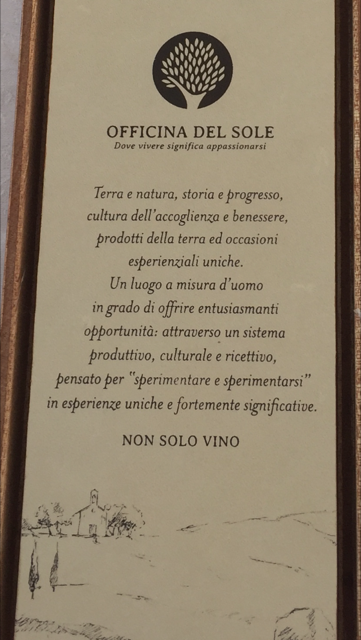 OFFICINA DEL SOLE
Dove vivere significa appassionarsi
Terra e natura, storia e progresso,
cultura dell'accoglienza e benessere,
prodotti della terra ed occasioni
esperienziali uniche.
Un luogo a misura d'uomo
in grado di offrire entusiasmanti
opportunità: attraverso un sistema
produttivo, culturale e ricettivo,
pensato per "sperimentare e sperimentarsi"
in esperienze uniche e fortemente significative.
NON SOLO VINO